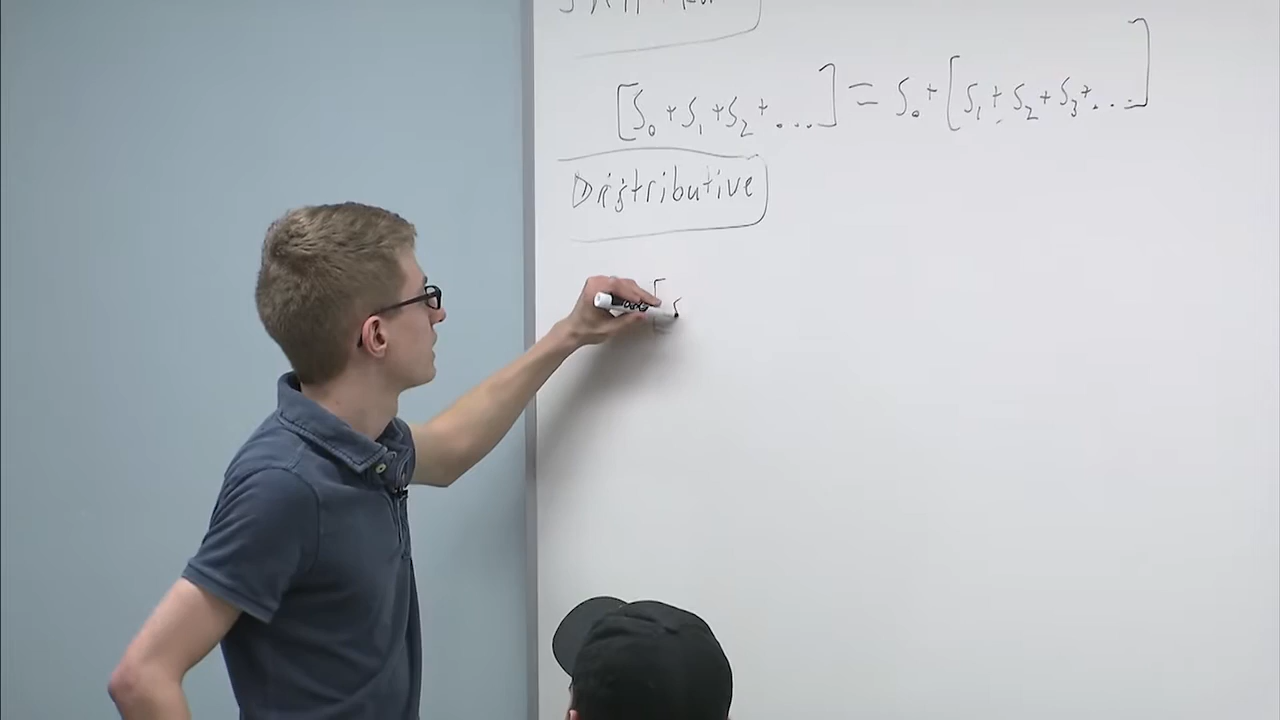 [S₀ + S₁ + S₂ + ...] = S₀ + [S₁ + S₂ + S₃ + ...]
Distributive
[S